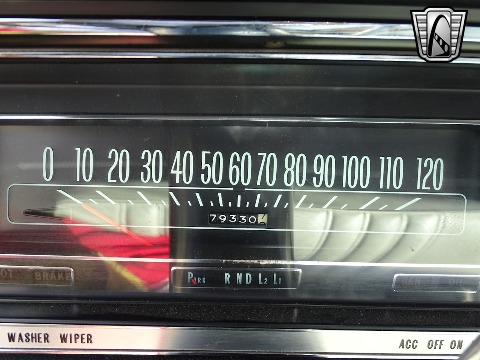 0 10 20 30 40 50 60 70 80 90 100 110 120
79330
BRAKE
PARK R N D L2 L1
WASHER WIPER ACC OFF ON